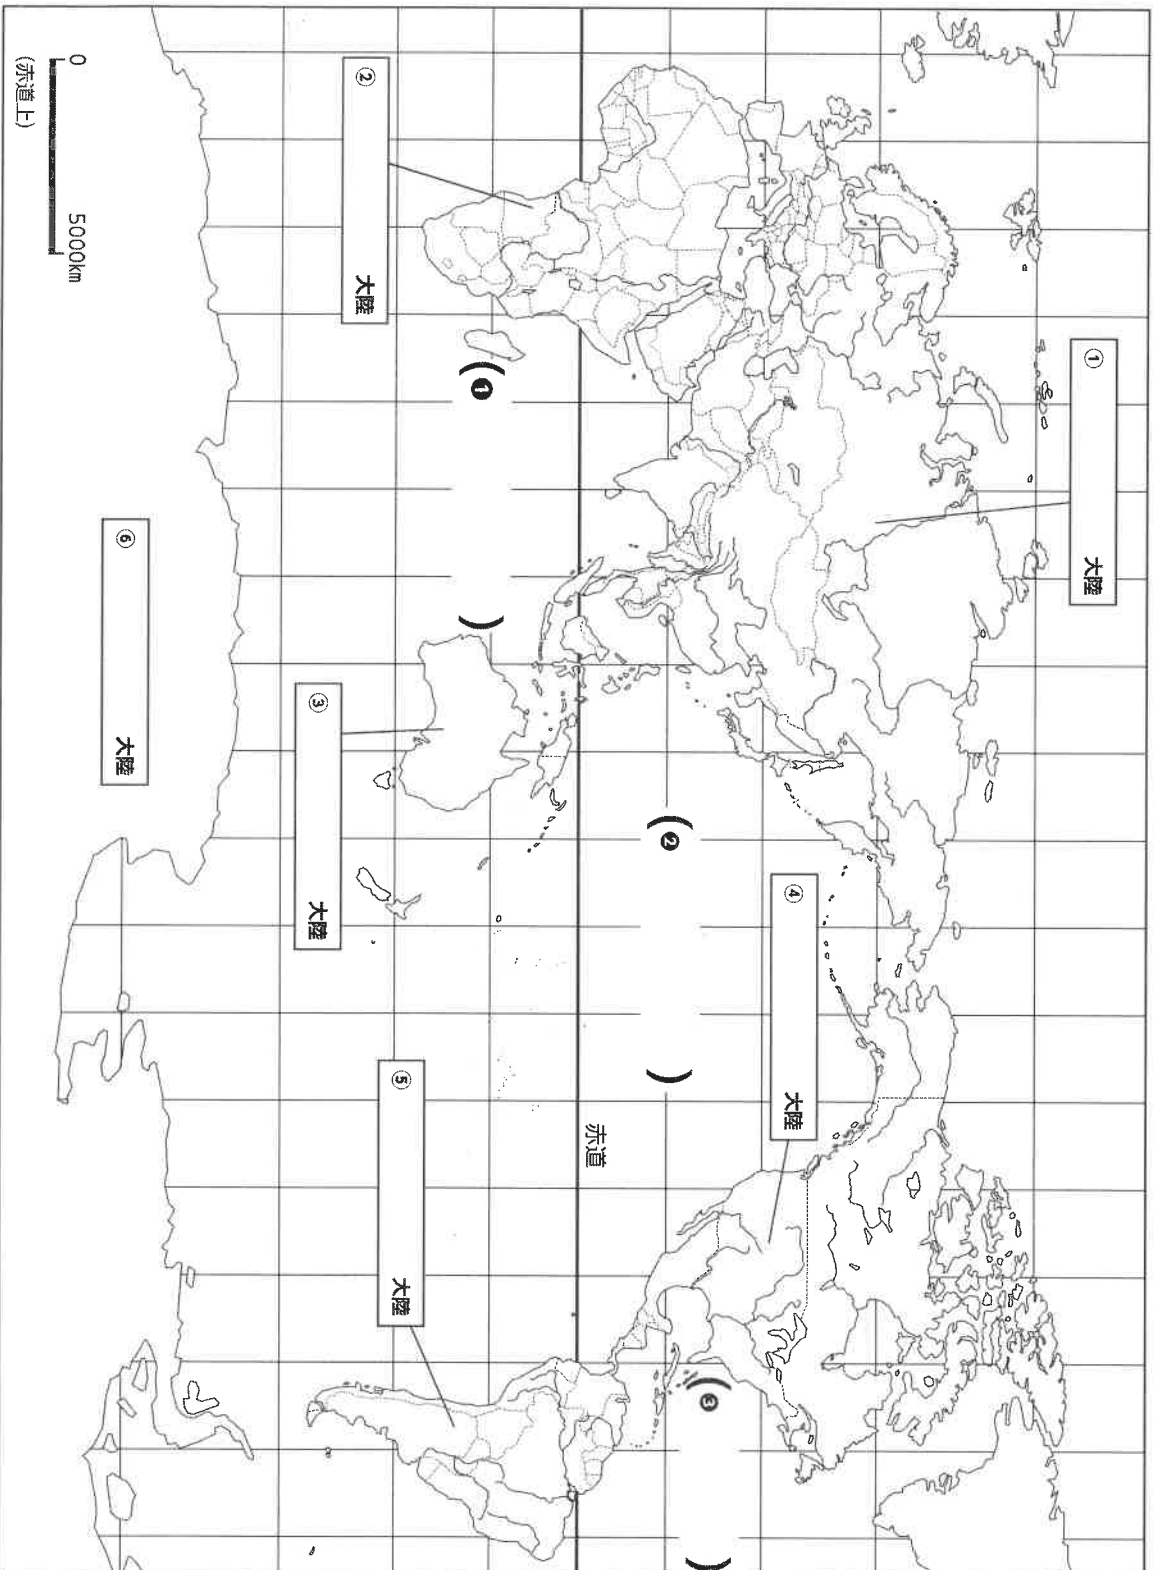 ① 大陸
② 大陸
(❶ )
⑥ 大陸
③ 大陸
(❷ )
④ 大陸
赤道
⑤ 大陸
(❸ )
0 5000km
(赤道上)